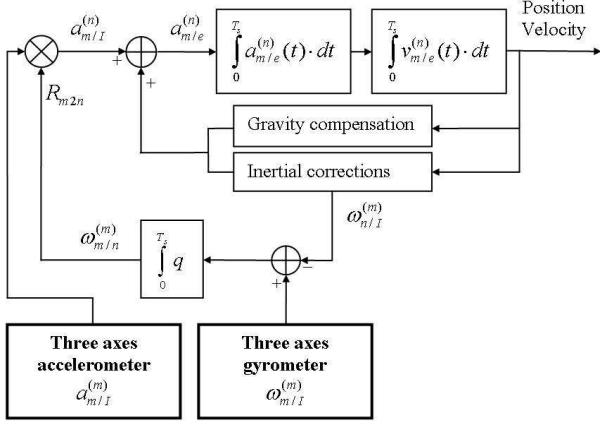 Position
Velocity
a_{m/I}^{(n)}
+
a_{m/e}^{(n)}
∫_0^{T_s} a_{m/e}^{(n)}(t)·dt
∫_0^{T_s} v_{m/e}^{(n)}(t)·dt
+
R_{m2n}
Gravity compensation
Inertial corrections
ω_{n/I}^{(m)}
ω_{m/n}^{(m)}
∫_0^{T_s} q
−
+
Three axes
accelerometer
a_{m/I}^{(m)}
Three axes
gyrometer
ω_{m/I}^{(m)}